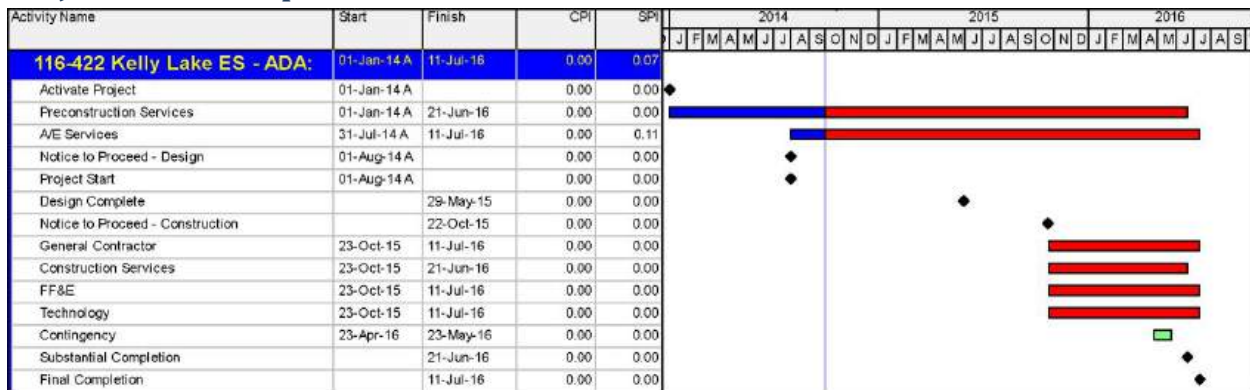 Activity Name Start Finish CPI SPI 2014 2015 2016
J F M A M J J A S O N D J F M A M J J A S O N D J F M A M J J A S
116-422 Kelly Lake ES - ADA: 01-Jan-14 A 11-Jul-16 0.00 0.07
Activate Project 01-Jan-14 A 0.00 0.00
Preconstruction Services 01-Jan-14 A 21-Jun-16 0.00 0.00
A/E Services 31-Jul-14 A 11-Jul-16 0.00 0.11
Notice to Proceed - Design 01-Aug-14 A 0.00 0.00
Project Start 01-Aug-14 A 0.00 0.00
Design Complete 29-May-15 0.00 0.00
Notice to Proceed - Construction 22-Oct-15 0.00 0.00
General Contractor 23-Oct-15 11-Jul-16 0.00 0.00
Construction Services 23-Oct-15 21-Jun-16 0.00 0.00
FF&E 23-Oct-15 11-Jul-16 0.00 0.00
Technology 23-Oct-15 11-Jul-16 0.00 0.00
Contingency 23-Apr-16 23-May-16 0.00 0.00
Substantial Completion 21-Jun-16 0.00 0.00
Final Completion 11-Jul-16 0.00 0.00